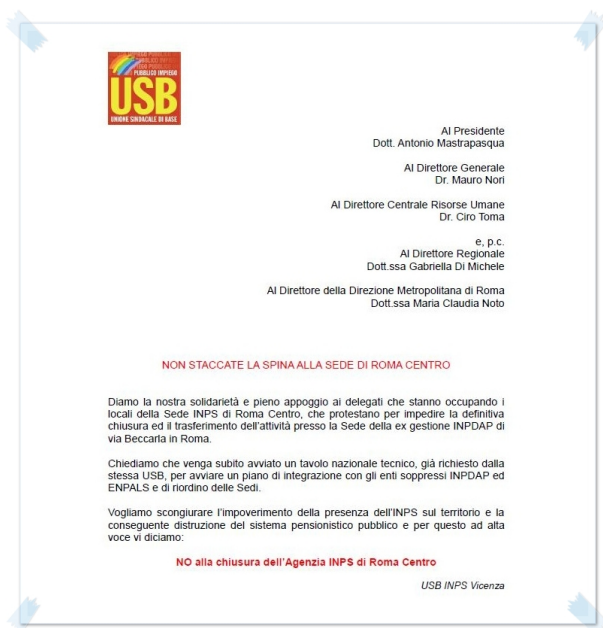 PUBBLICO IMPIEGO
USB
UNIONE SINDACALE DI BASE
Al Presidente
Dott. Antonio Mastrapasqua
Al Direttore Generale
Dr. Mauro Nori
Al Direttore Centrale Risorse Umane
Dr. Ciro Toma
e, p.c.
Al Direttore Regionale
Dott.ssa Gabriella Di Michele
Al Direttore della Direzione Metropolitana di Roma
Dott.ssa Maria Claudia Noto
NON STACCATE LA SPINA ALLA SEDE DI ROMA CENTRO
Diamo la nostra solidarietà e pieno appoggio ai delegati che stanno occupando i
locali della Sede INPS di Roma Centro, che protestano per impedire la definitiva
chiusura ed il trasferimento dell'attività presso la Sede della ex gestione INPDAP di
via Beccarla in Roma.
Chiediamo che venga subito avviato un tavolo nazionale tecnico, già richiesto dalla
stessa USB, per avviare un piano di integrazione con gli enti soppressi INPDAP ed
ENPALS e di riordino delle Sedi.
Vogliamo scongiurare l'impoverimento della presenza dell'INPS sul territorio e la
conseguente distruzione del sistema pensionistico pubblico e per questo ad alta
voce vi diciamo:
NO alla chiusura dell'Agenzia INPS di Roma Centro
USB INPS Vicenza